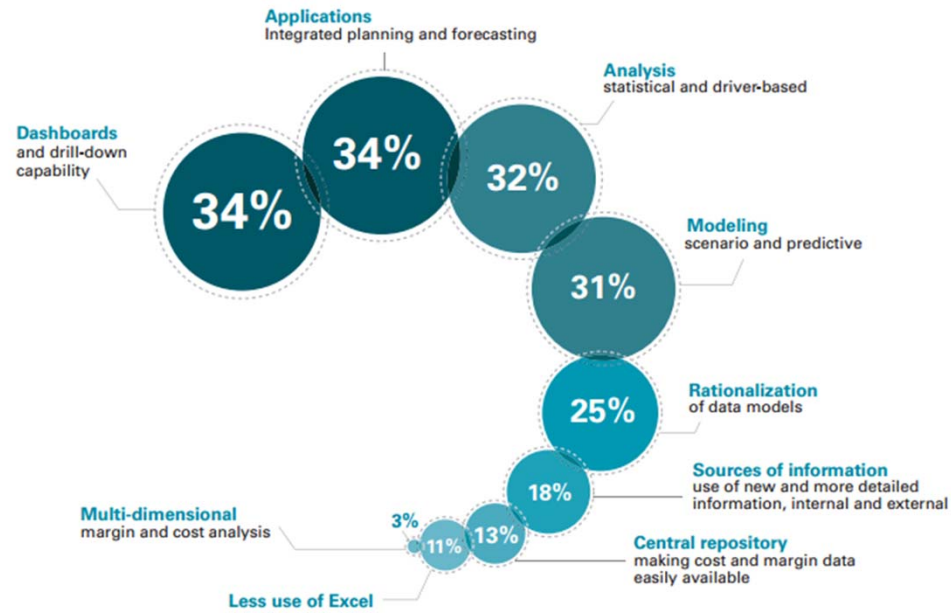 Applications
Integrated planning and forecasting
Analysis
statistical and driver-based
Dashboards
and drill-down
capability
34%
34%
32%
Modeling
scenario and predictive
31%
Rationalization
of data models
25%
Sources of information
use of new and more detailed
information, internal and external
18%
Multi-dimensional
margin and cost analysis
3%
11%
13%
Central repository
making cost and margin data
easily available
Less use of Excel